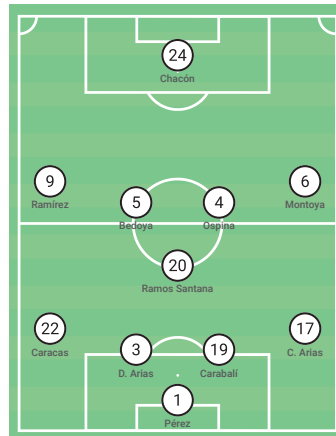 24
Chacón
9
Ramírez
5
Bedoya
4
Ospina
6
Montoya
20
Ramos Santana
22
Caracas
3
D. Arias
19
Carabalí
17
C. Arias
1
Pérez